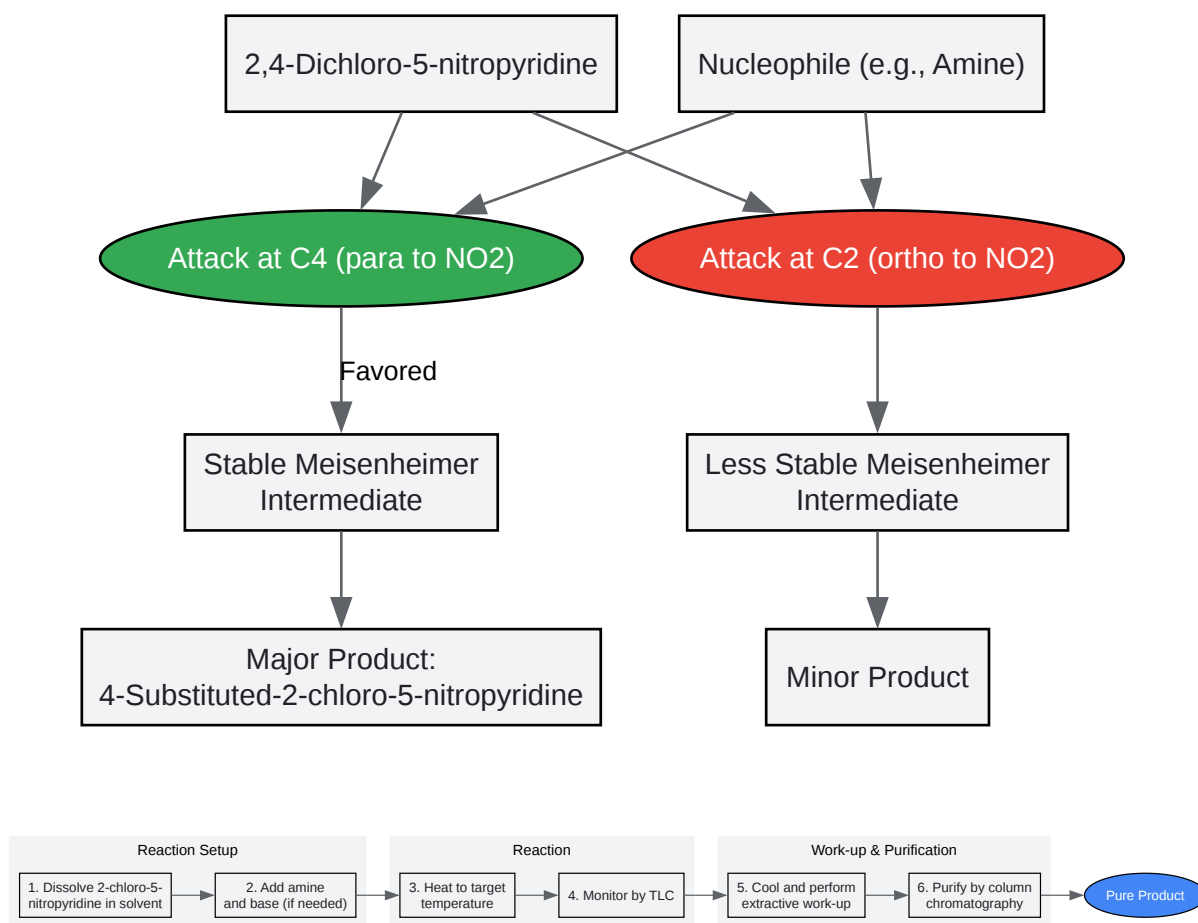 2,4-Dichloro-5-nitropyridine
Nucleophile (e.g., Amine)
Attack at C4 (para to NO2)
Attack at C2 (ortho to NO2)
Favored
Stable Meisenheimer
Intermediate
Less Stable Meisenheimer
Intermediate
Major Product:
4-Substituted-2-chloro-5-nitropyridine
Minor Product
Reaction Setup
1. Dissolve 2-chloro-5-
nitropyridine in solvent
2. Add amine
and base (if needed)
Reaction
3. Heat to target
temperature
4. Monitor by TLC
Work-up & Purification
5. Cool and perform
extractive work-up
6. Purify by column
chromatography
Pure Product